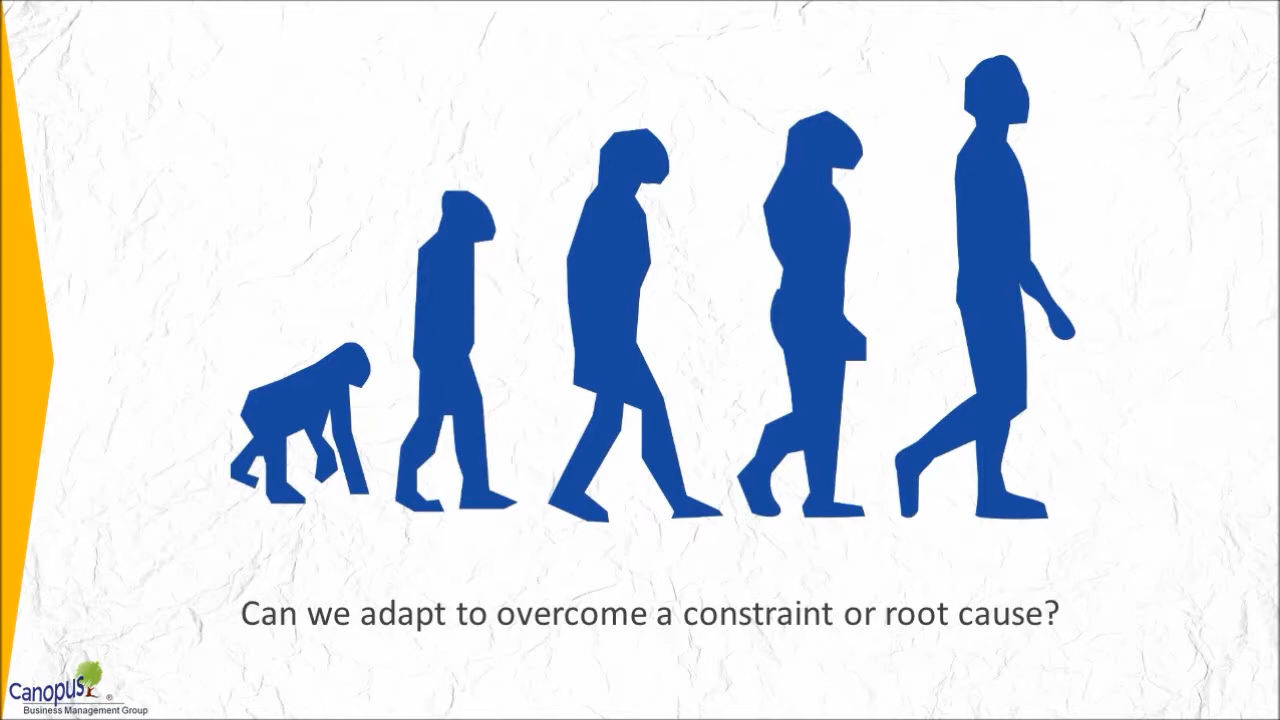 Can we adapt to overcome a constraint or root cause?
Canopus ®
Business Management Group